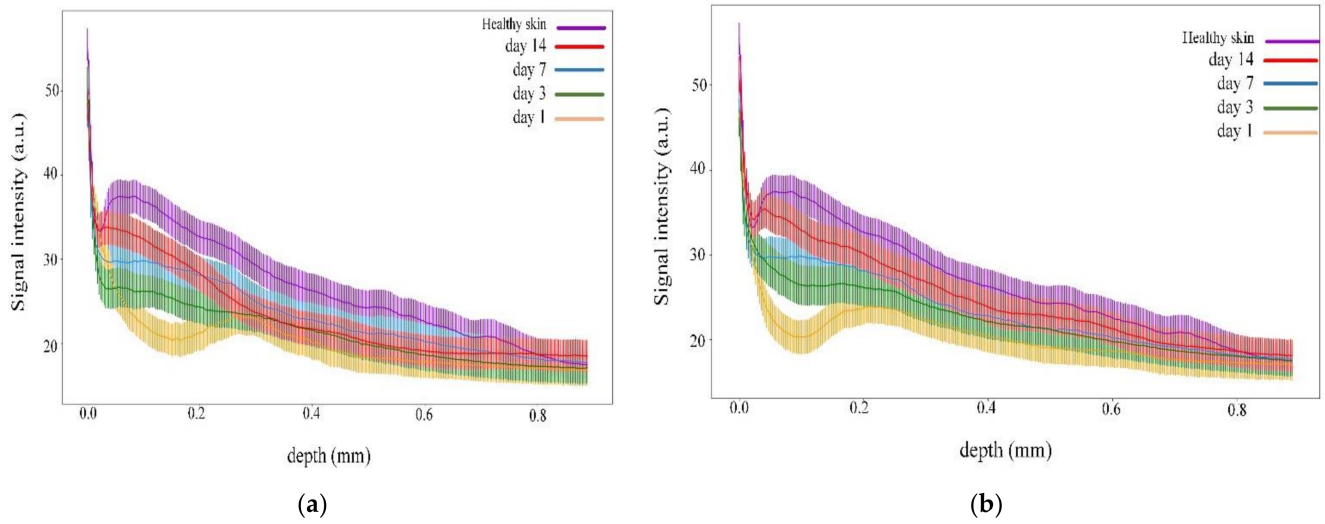 Healthy skin
day 14
day 7
day 3
day 1
50
40
30
20
Signal intensity (a.u.)
0.0 0.2 0.4 0.6 0.8
depth (mm)
(a)
Healthy skin
day 14
day 7
day 3
day 1
50
40
30
20
Signal intensity (a.u.)
0.0 0.2 0.4 0.6 0.8
depth (mm)
(b)